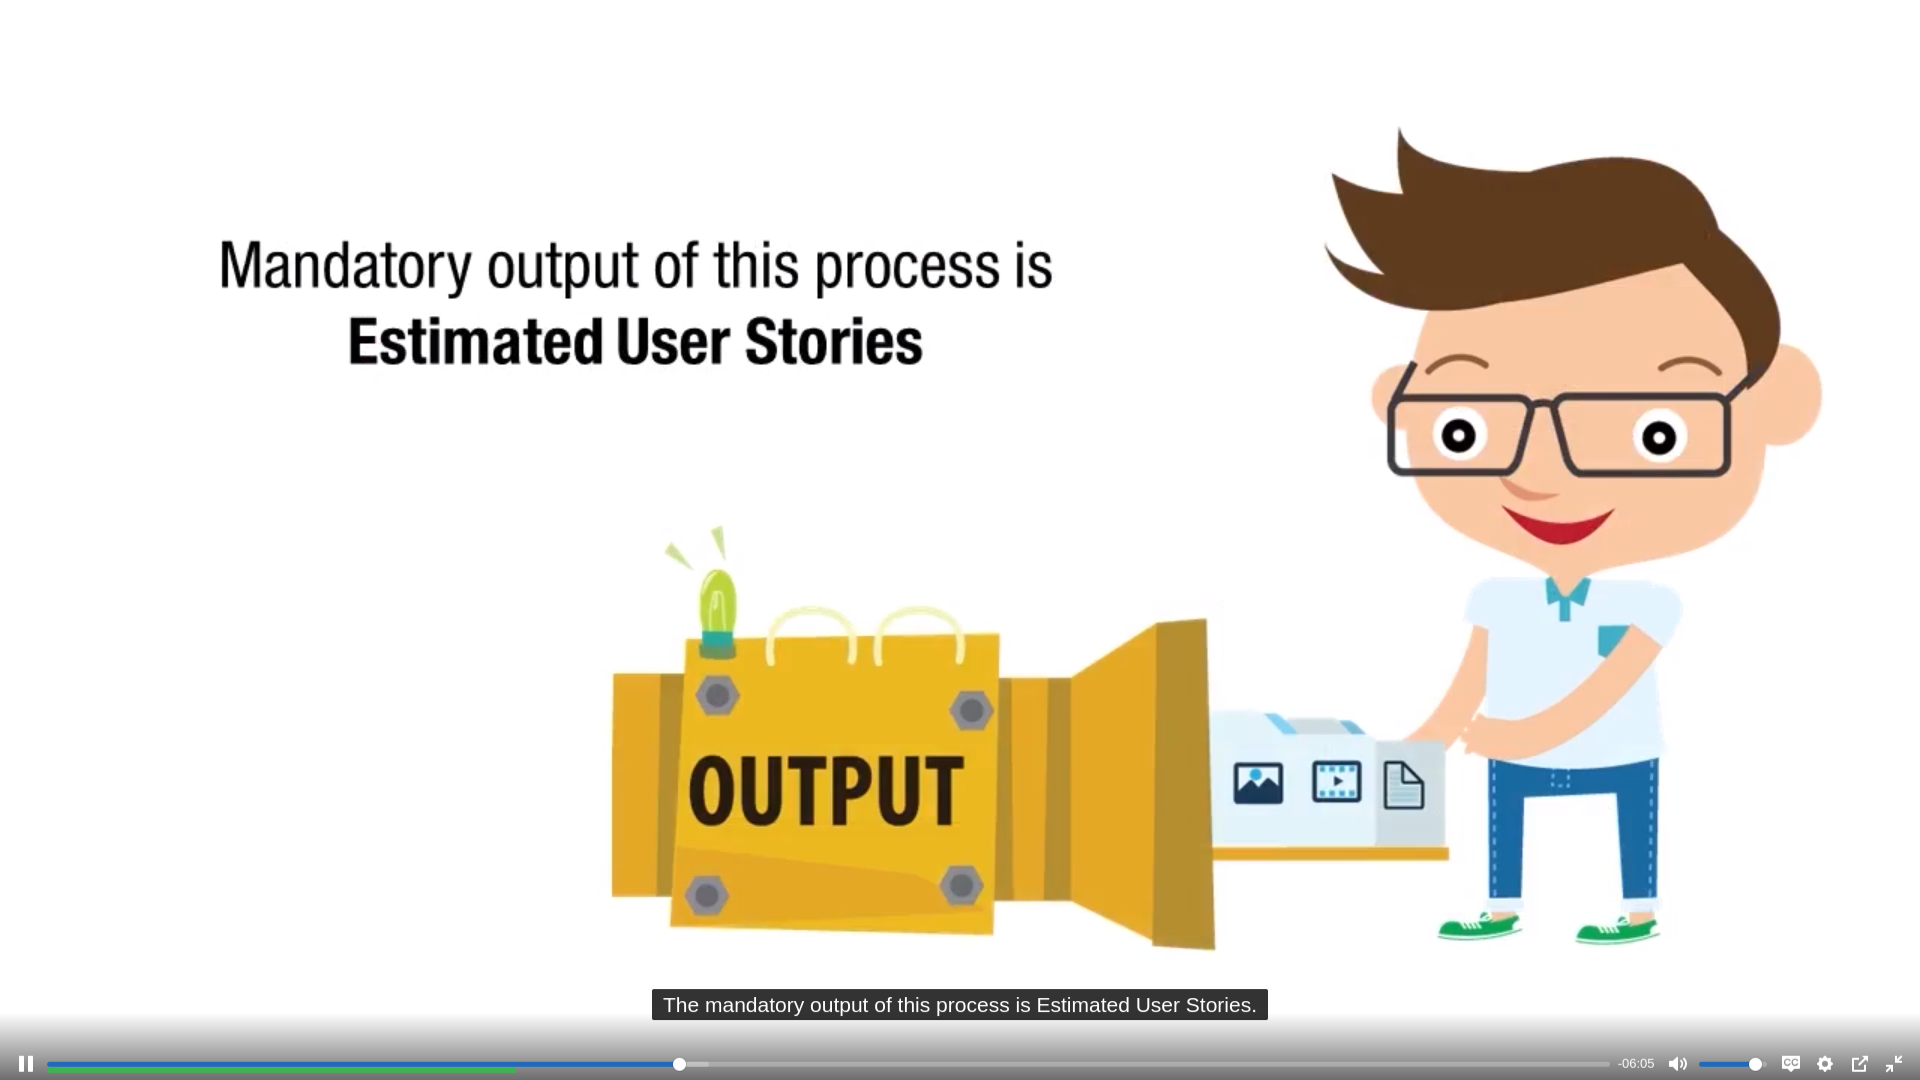 Mandatory output of this process is
Estimated User Stories
OUTPUT
The mandatory output of this process is Estimated User Stories.
-06:05
CC